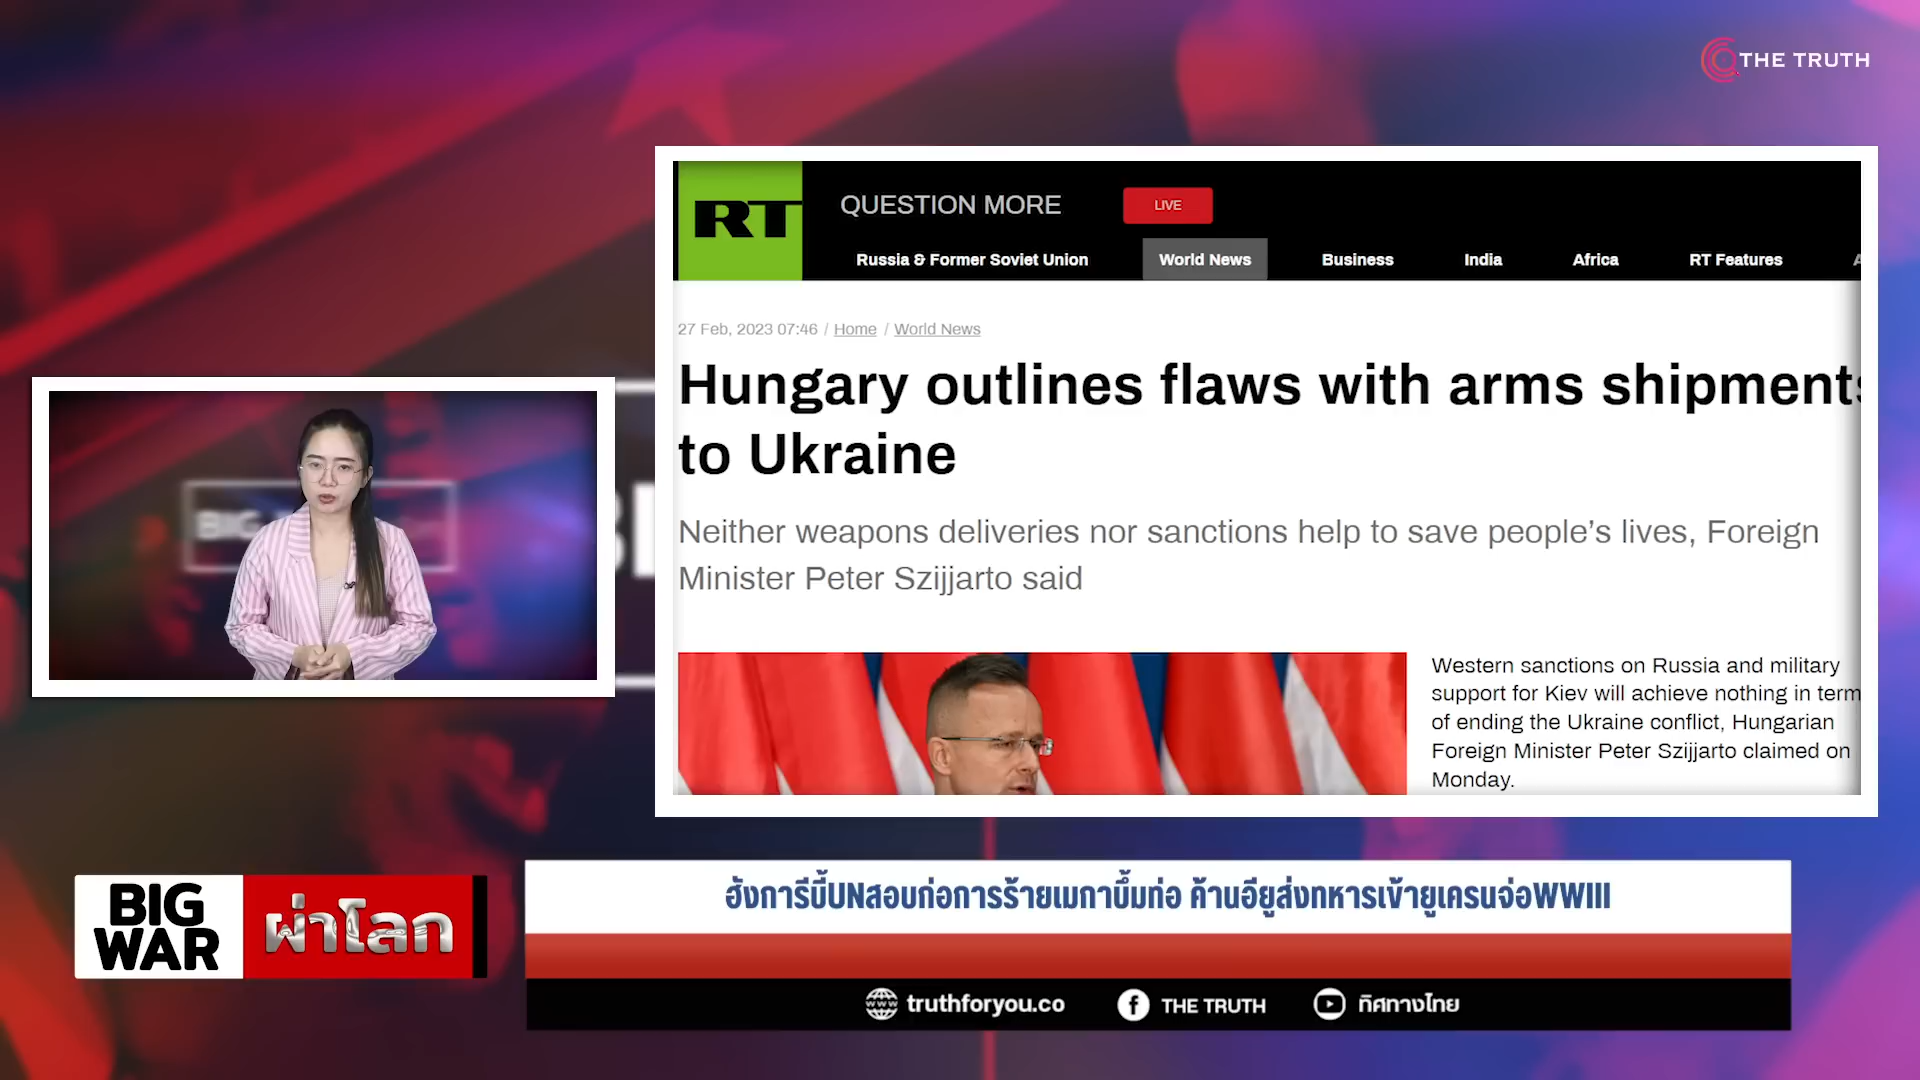 THE TRUTH
RT
QUESTION MORE
LIVE
Russia & Former Soviet Union
World News
Business
India
Africa
RT Features
27 Feb, 2023 07:46 / Home / World News
Hungary outlines flaws with arms shipments
to Ukraine
Neither weapons deliveries nor sanctions help to save people’s lives, Foreign
Minister Peter Szijjarto said
Western sanctions on Russia and military
support for Kiev will achieve nothing in term
of ending the Ukraine conflict, Hungarian
Foreign Minister Peter Szijjarto claimed on
Monday.
BIG
WAR
ผ่าโลก
ฮังการีบี้UNสอบก่อการร้ายเมกาบึ้มท่อ ค้านอียูส่งทหารเข้ายูเครนจ่อWWIII
truthforyou.co
THE TRUTH
ทิศทางไทย